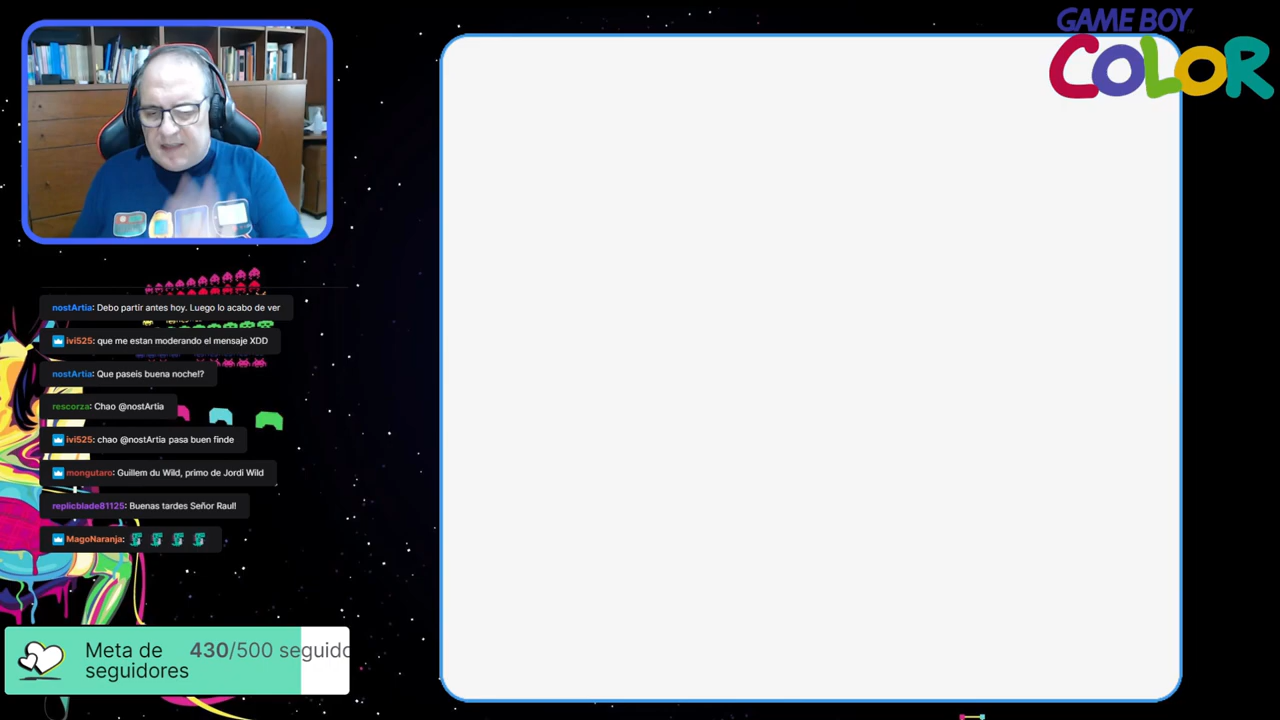 GAME BOY
COLOR
nostArtia: Debo partir antes hoy. Luego lo acabo de ver
ivi525: que me estan moderando el mensaje XDD
nostArtia: Que paseis buena noche!?
rescorza: Chao @nostArtia
ivi525: chao @nostArtia pasa buen finde
mongutaro: Guillem du Wild, primo de Jordi Wild
replicblade81125: Buenas tardes Señor Raul!
MagoNaranja:
Meta de
seguidores
430/500 seguido